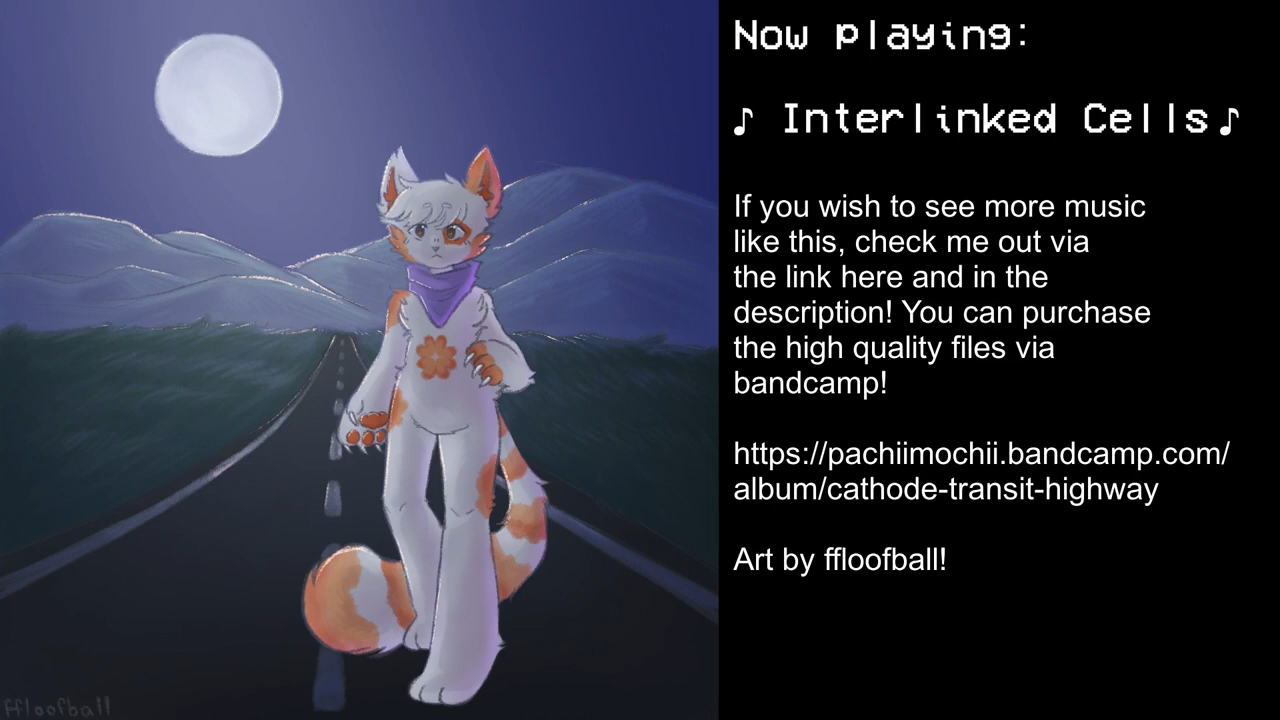 Now playing:
♪ Interlinked Cells♪
If you wish to see more music
like this, check me out via
the link here and in the
description! You can purchase
the high quality files via
bandcamp!
https://pachiimochii.bandcamp.com/
album/cathode-transit-highway
Art by ffloofball!
ffloofball